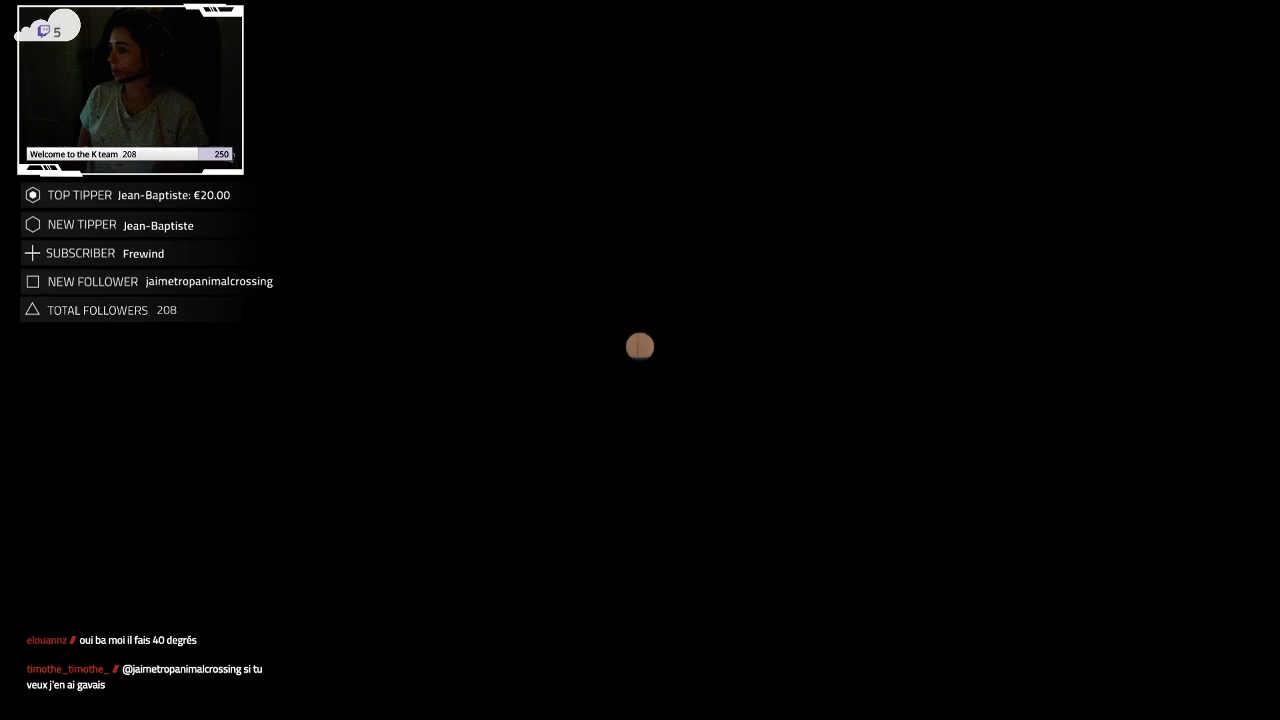 5
Welcome to the K team 208 250
TOP TIPPER Jean-Baptiste: €20.00
NEW TIPPER Jean-Baptiste
SUBSCRIBER Frewind
NEW FOLLOWER jaimetropanimalcrossing
TOTAL FOLLOWERS 208
elouannz // oui ba moi il fais 40 degrés
timothe_timothe_ // @jaimetropanimalcrossing si tu
veux j'en ai gavais